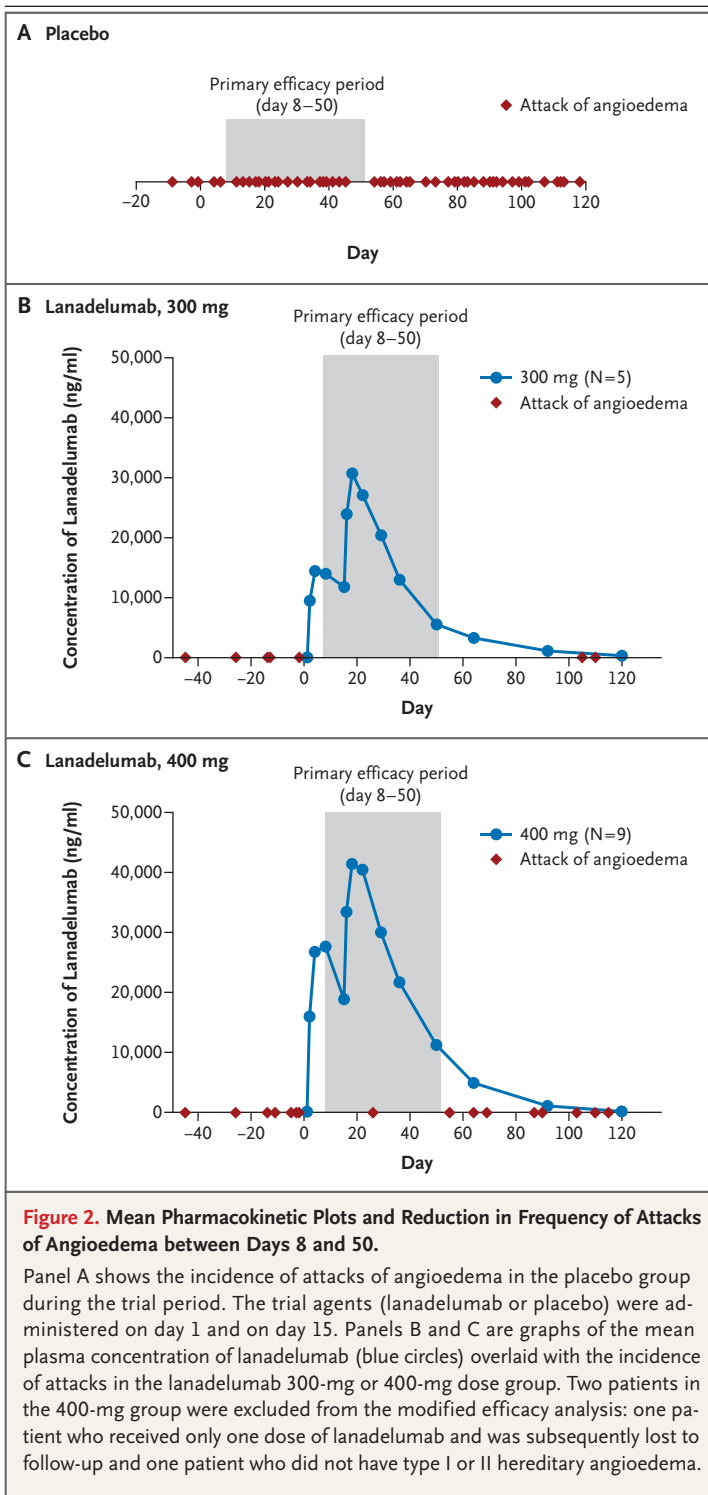 A Placebo
Primary efficacy period
(day 8–50)
Attack of angioedema
–20 0 20 40 60 80 100 120
Day
B Lanadelumab, 300 mg
Primary efficacy period
(day 8–50)
50,000
40,000
30,000
20,000
10,000
0
Concentration of Lanadelumab (ng/ml)
300 mg (N=5)
Attack of angioedema
–40 –20 0 20 40 60 80 100 120
Day
C Lanadelumab, 400 mg
Primary efficacy period
(day 8–50)
50,000
40,000
30,000
20,000
10,000
0
Concentration of Lanadelumab (ng/ml)
400 mg (N=9)
Attack of angioedema
–40 –20 0 20 40 60 80 100 120
Day
Figure 2. Mean Pharmacokinetic Plots and Reduction in Frequency of Attacks
of Angioedema between Days 8 and 50.
Panel A shows the incidence of attacks of angioedema in the placebo group
during the trial period. The trial agents (lanadelumab or placebo) were ad-
ministered on day 1 and on day 15. Panels B and C are graphs of the mean
plasma concentration of lanadelumab (blue circles) overlaid with the incidence
of attacks in the lanadelumab 300-mg or 400-mg dose group. Two patients in
the 400-mg group were excluded from the modified efficacy analysis: one pa-
tient who received only one dose of lanadelumab and was subsequently lost to
follow-up and one patient who did not have type I or II hereditary angioedema.